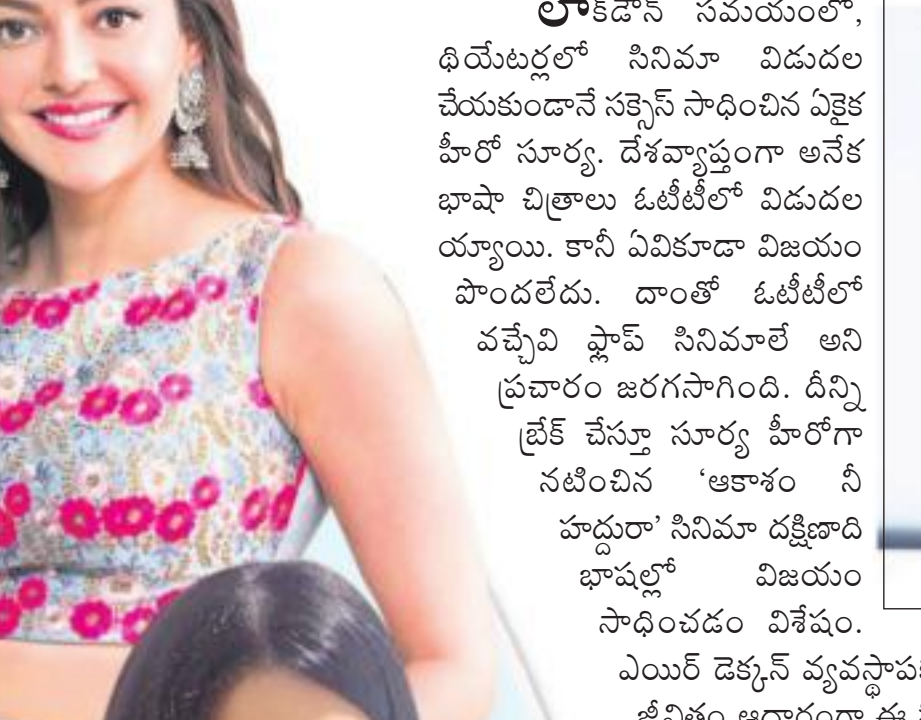 లాక్‌డౌన్ సమయంలో,
థియేటర్లలో సినిమా విడుదల
చేయకుండానే సక్సెస్ సాధించిన ఏకైక
హీరో సూర్య. దేశవ్యాప్తంగా అనేక
భాషా చిత్రాలు ఓటీటీలో విడుదల
య్యాయి. కానీ ఏవికూడా విజయం
పొందలేదు. దాంతో ఓటీటీలో
వచ్చేవి ఫ్లాప్ సినిమాలే అని
ప్రచారం జరగసాగింది. దీన్ని
బ్రేక్ చేస్తూ సూర్య హీరోగా
నటించిన ‘ఆకాశం నీ
హద్దురా’ సినిమా దక్షిణాది
భాషల్లో విజయం
సాధించడం విశేషం.
ఎయిర్ డెక్కన్
జీవితం ఆధారంగా ఈ